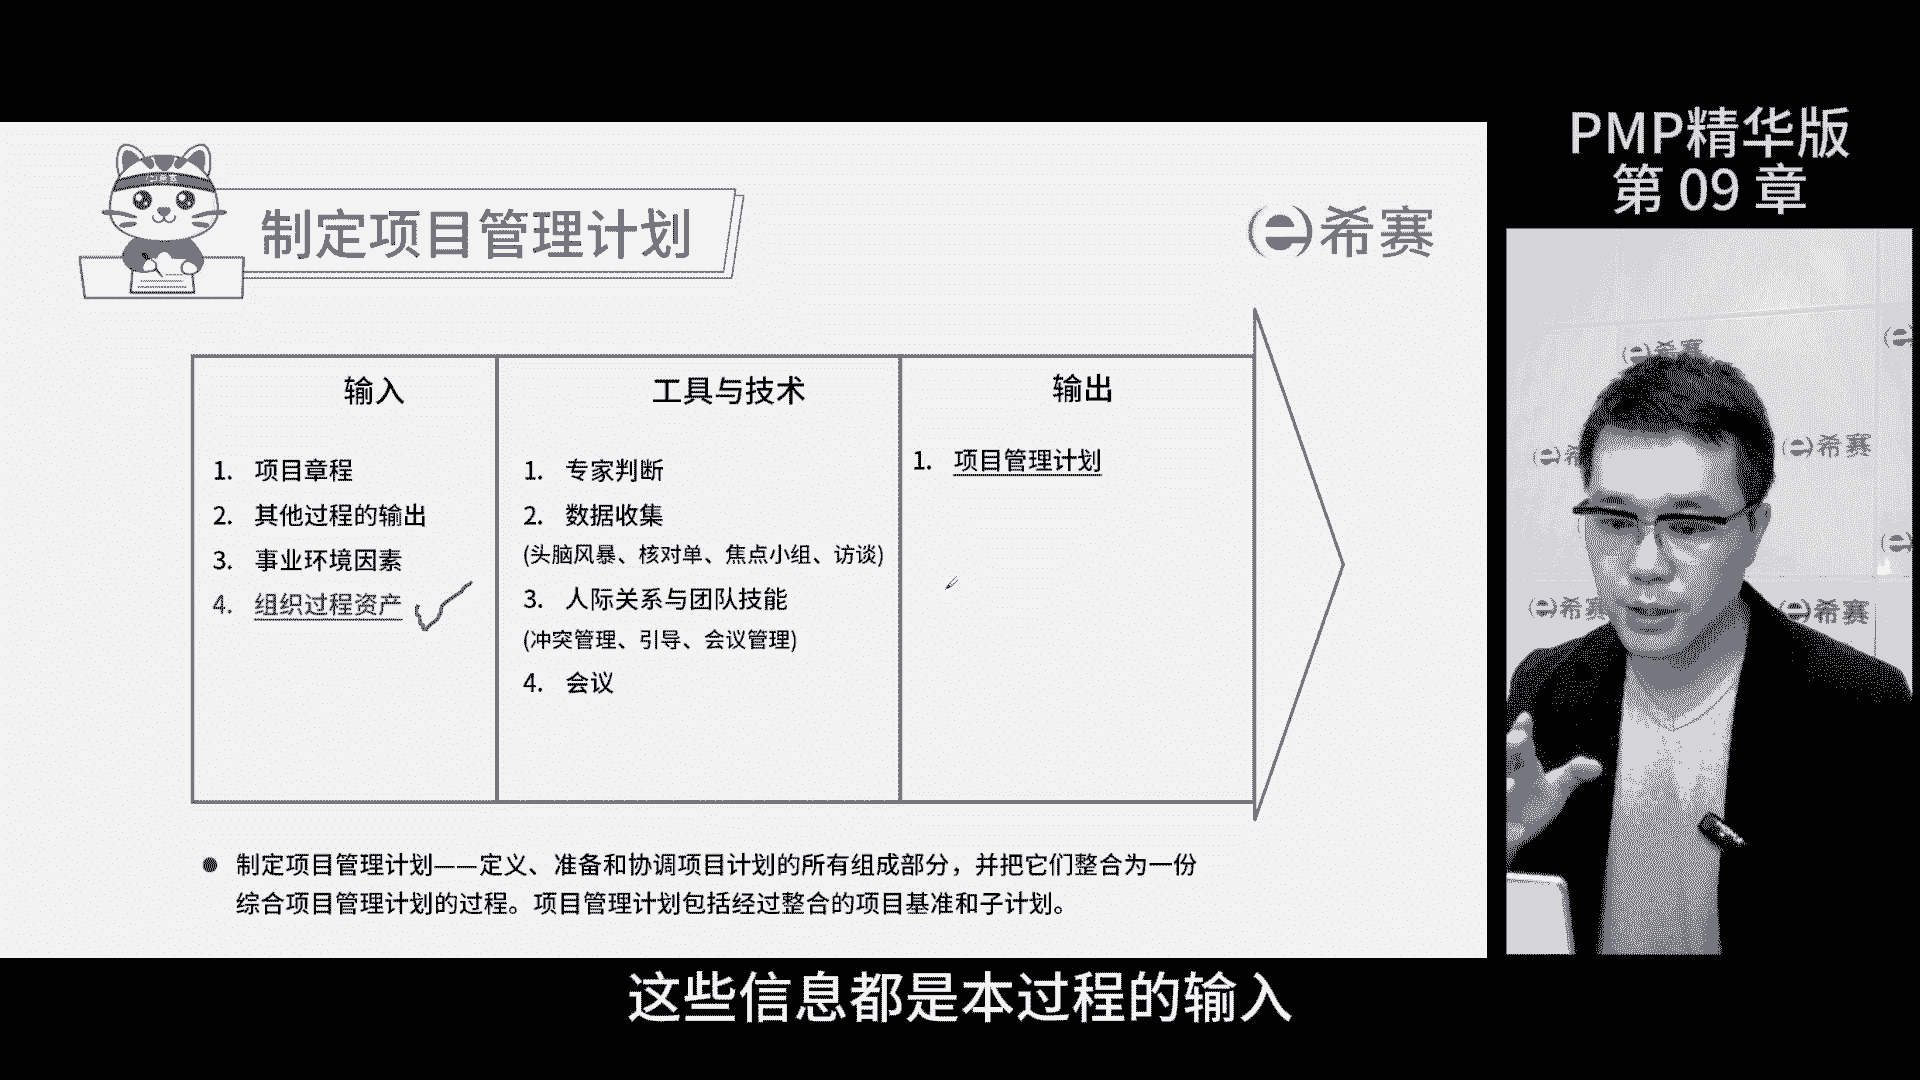 PMP精华版
第 09 章
制定项目管理计划
希赛
输入
1. 项目章程
2. 其他过程的输出
3. 事业环境因素
4. 组织过程资产
工具与技术
1. 专家判断
2. 数据收集
(头脑风暴、核对单、焦点小组、访谈)
3. 人际关系与团队技能
(冲突管理、引导、会议管理)
4. 会议
输出
1. 项目管理计划
● 制定项目管理计划——定义、准备和协调项目计划的所有组成部分，并把它们整合为一份
综合项目管理计划的过程。项目管理计划包括经过整合的项目基准和子计划。
希赛
希赛
希赛
希赛
这些信息都是本过程的输入